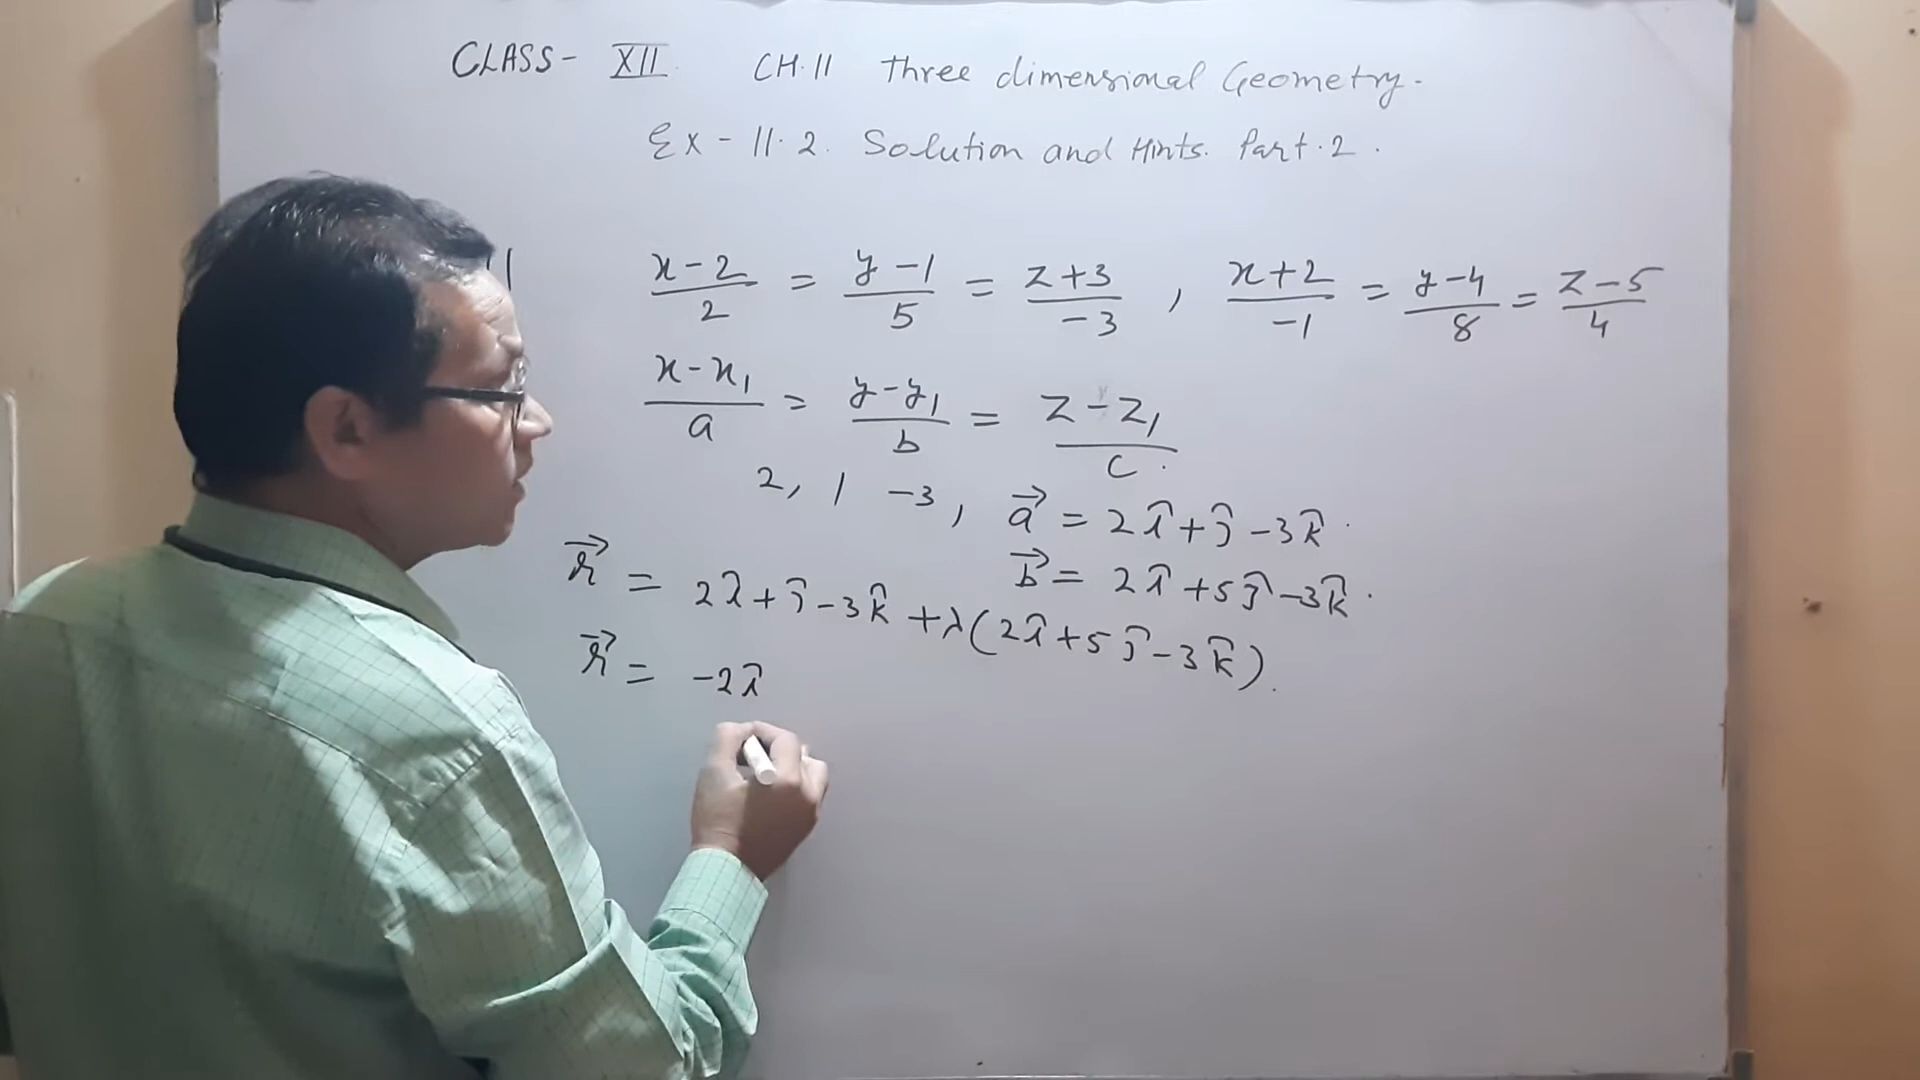 CLASS - XII CH.11 Three dimensional Geometry.
Ex - 11.2. Solution and Hints. Part.2.
x-2/2 = y-1/5 = z+3/-3 , x+2/-1 = y-4/8 = z-5/4
x-x₁/a = y-y₁/b = z-z₁/c.
2, 1 -3, a⃗ = 2î+ĵ-3k̂.
b⃗ = 2î+5ĵ-3k̂.
r⃗ = 2î+ĵ-3k̂+λ(2î+5ĵ-3k̂).
r⃗ = -2î